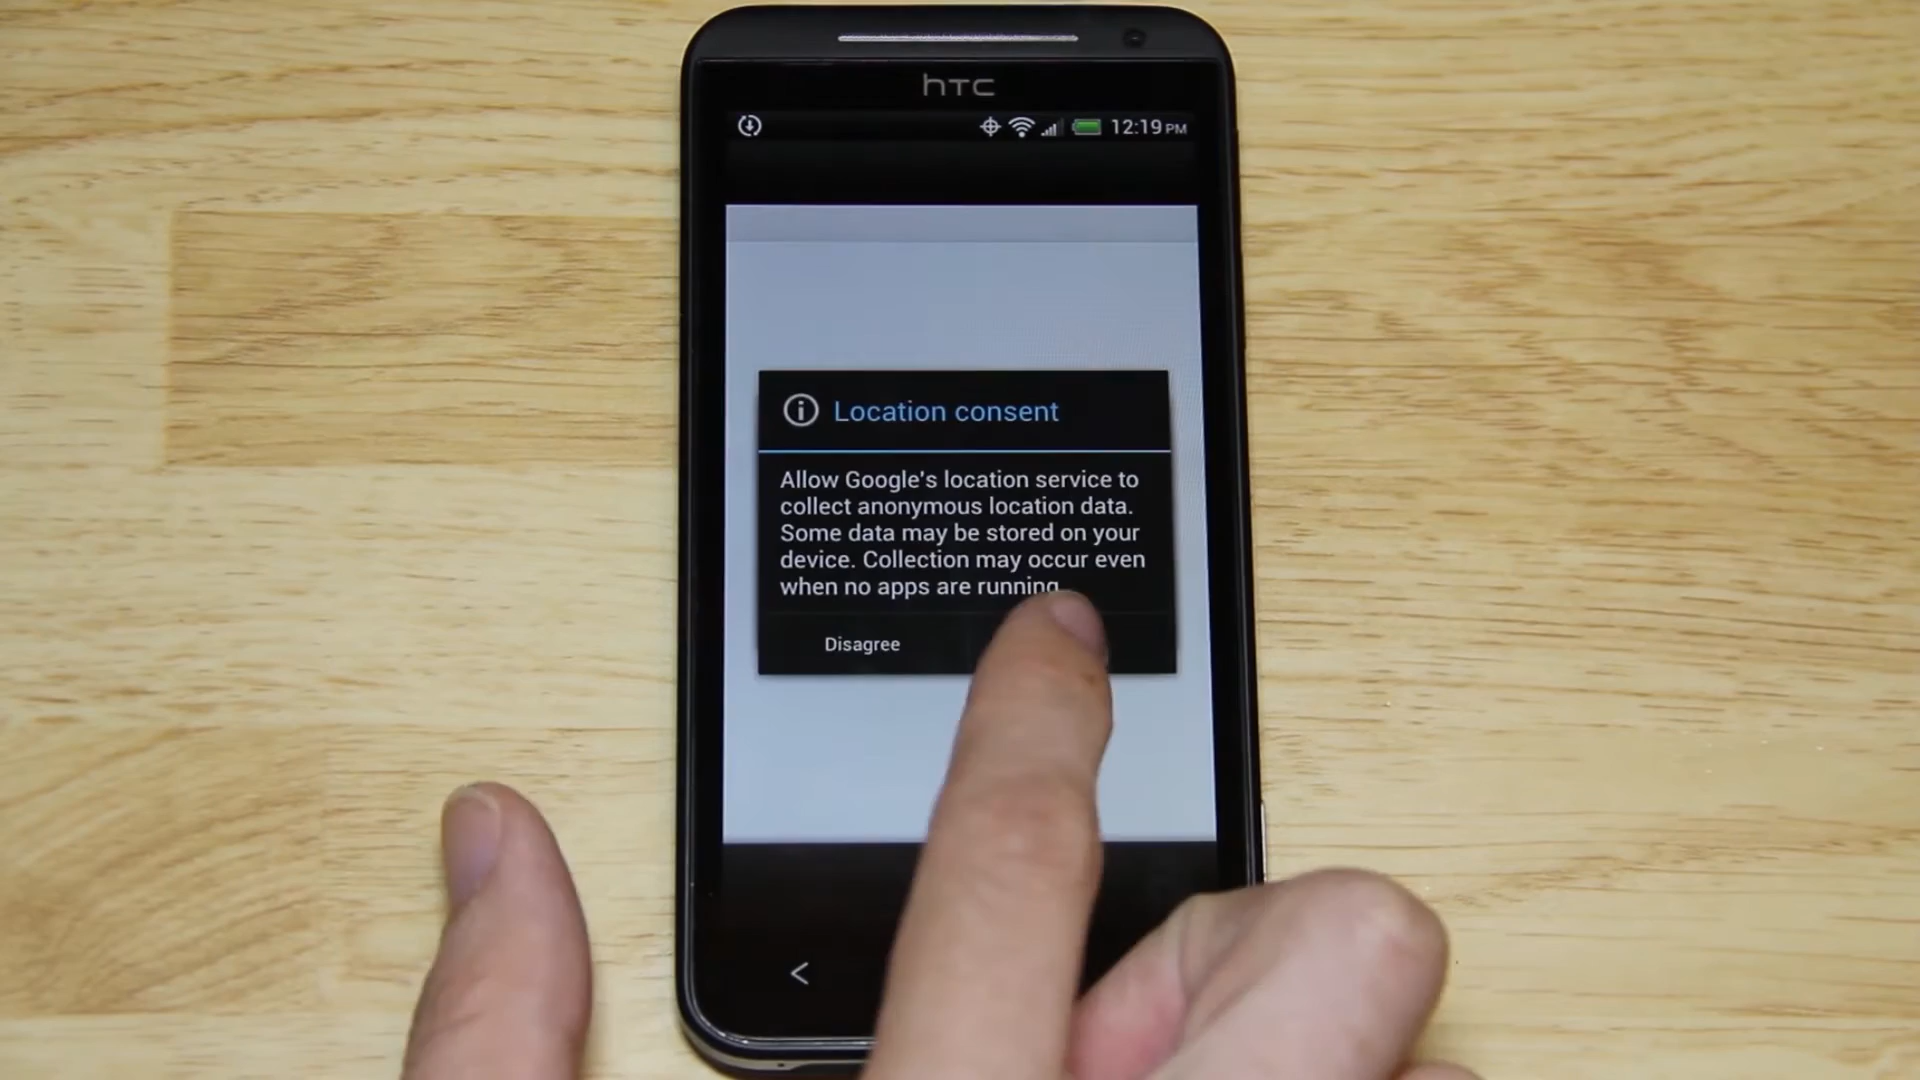 hTC
12:19 PM
Location consent
Allow Google's location service to
collect anonymous location data.
Some data may be stored on your
device. Collection may occur even
when no apps are running.
Disagree